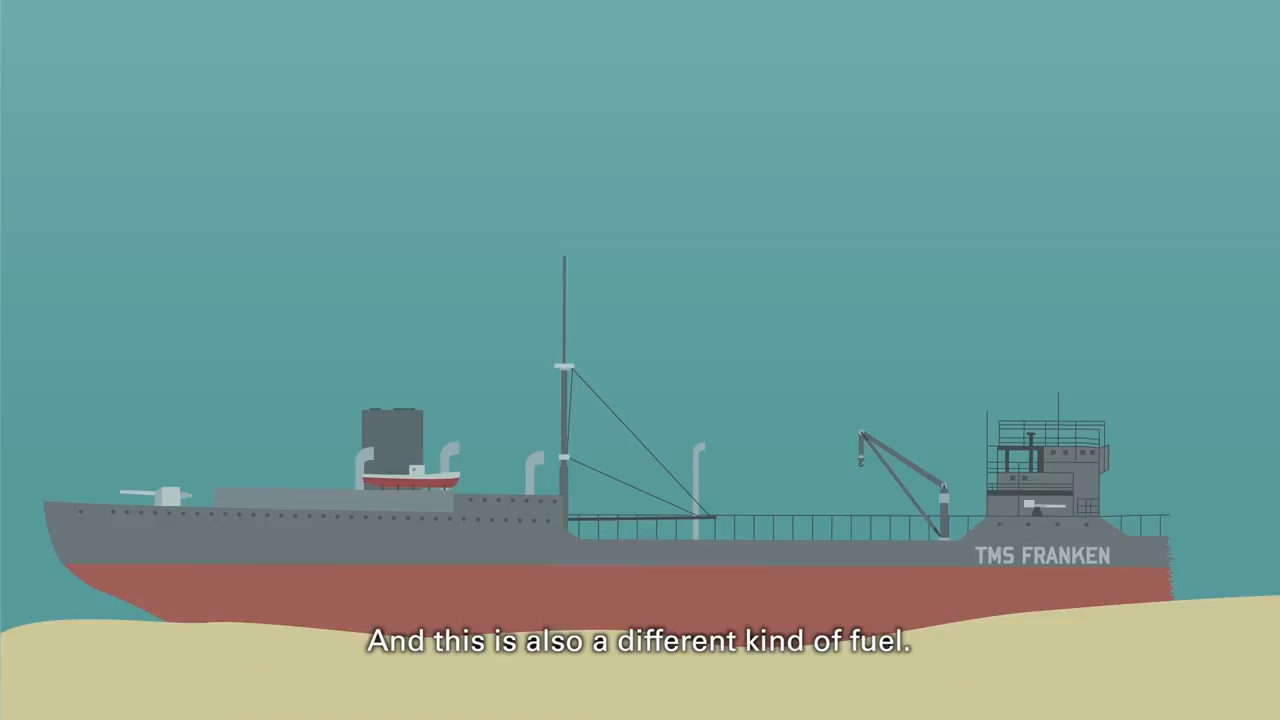 TMS FRANKEN
And this is also a different kind of fuel.